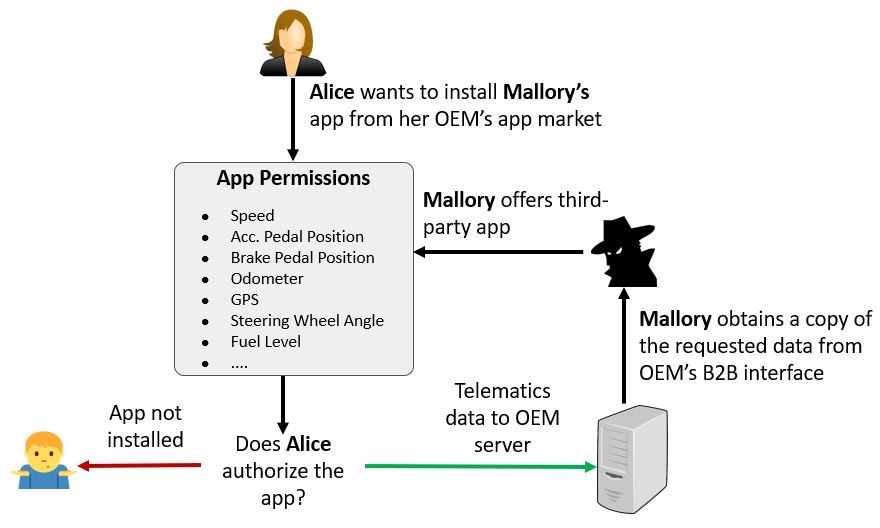 Alice wants to install Mallory's
app from her OEM's app market
App Permissions
• Speed
• Acc. Pedal Position
• Brake Pedal Position
• Odometer
• GPS
• Steering Wheel Angle
• Fuel Level
• ....
Mallory offers third-
party app
Mallory obtains a copy of
the requested data from
OEM's B2B interface
Telematics
data to OEM
server
Does Alice
authorize the
app?
App not
installed